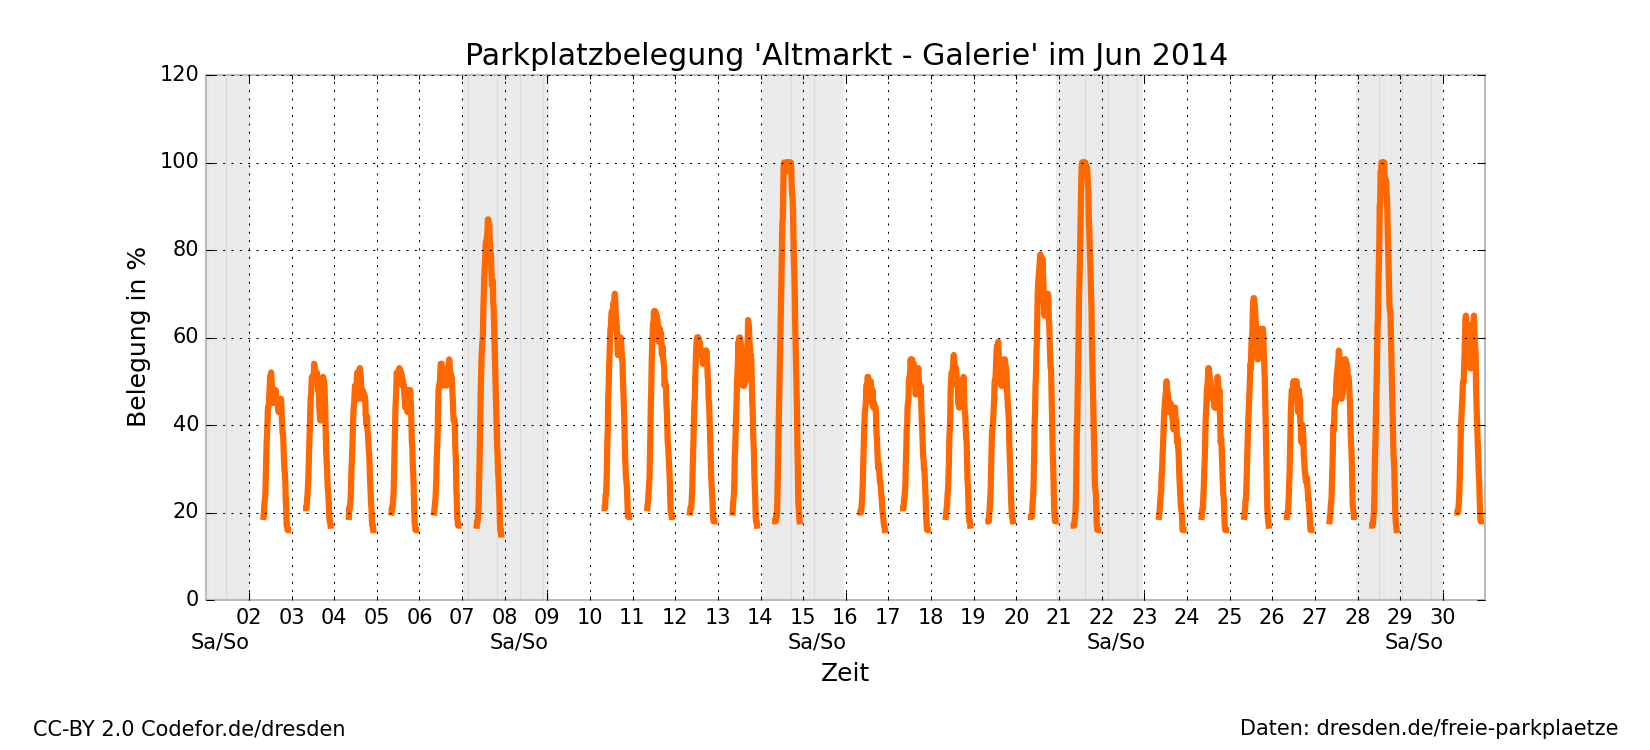 Parkplatzbelegung 'Altmarkt - Galerie' im Jun 2014
120
100
80
60
40
20
0
Belegung in %
02 03 04 05 06 07 08 09 10 11 12 13 14 15 16 17 18 19 20 21 22 23 24 25 26 27 28 29 30
Sa/So Sa/So Sa/So Sa/So Sa/So
Zeit
CC-BY 2.0 Codefor.de/dresden
Daten: dresden.de/freie-parkplaetze